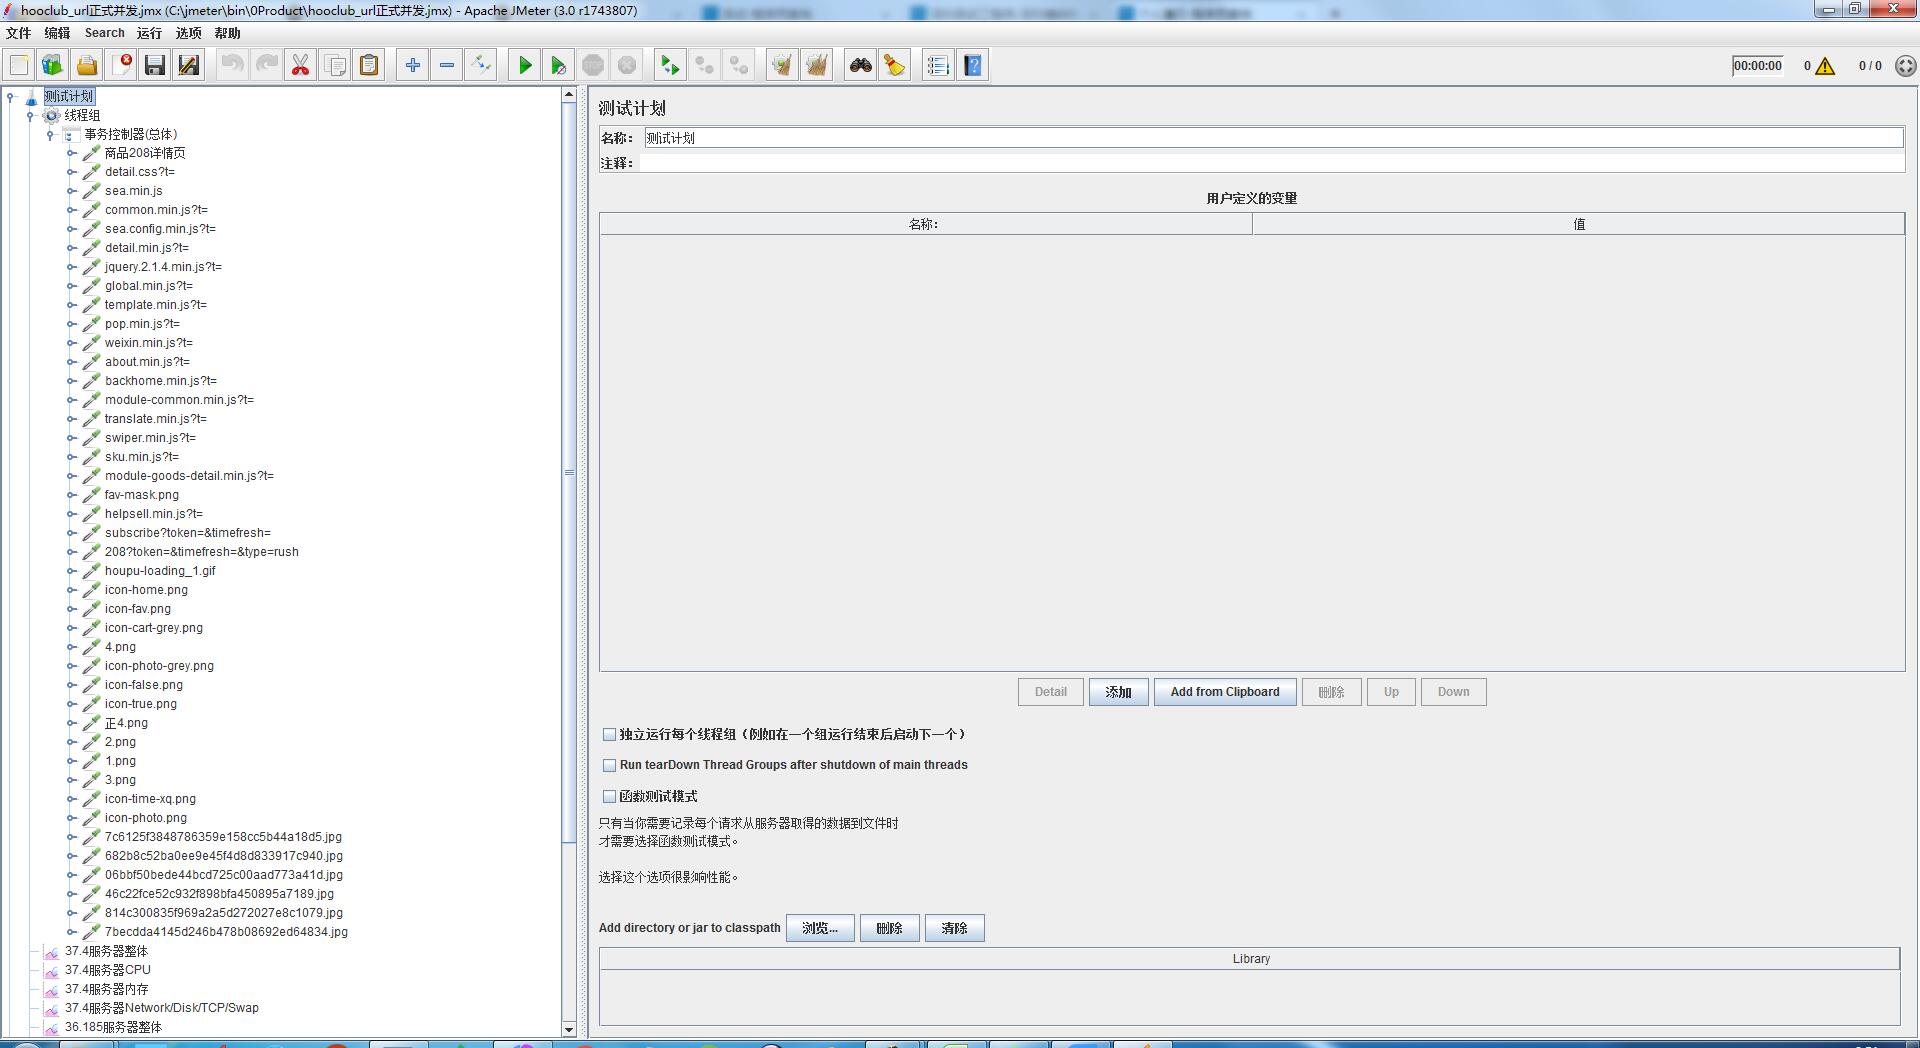 hooclub_url正式并发.jmx (C:\jmeter\bin\0Product\hooclub_url正式并发.jmx) - Apache JMeter (3.0 r1743807)
文件 编辑 Search 运行 选项 帮助
00:00:00 0 0 / 0
测试计划
线程组
事务控制器(总体)
商品208详情页
detail.css?t=
sea.min.js
common.min.js?t=
sea.config.min.js?t=
detail.min.js?t=
jquery.2.1.4.min.js?t=
global.min.js?t=
template.min.js?t=
pop.min.js?t=
weixin.min.js?t=
about.min.js?t=
backhome.min.js?t=
module-common.min.js?t=
translate.min.js?t=
swiper.min.js?t=
sku.min.js?t=
module-goods-detail.min.js?t=
fav-mask.png
helpsell.min.js?t=
subscribe?token=&timefresh=
208?token=&timefresh=&type=rush
houpu-loading_1.gif
icon-home.png
icon-fav.png
icon-cart-grey.png
4.png
icon-photo-grey.png
icon-false.png
icon-true.png
正4.png
2.png
1.png
3.png
icon-time-xq.png
icon-photo.png
7c6125f3848786359e158cc5b44a18d5.jpg
682b8c52ba0ee9e45f4d8d833917c940.jpg
06bbf50bede44bcd725c00aad773a41d.jpg
46c22fce52c932f898bfa450895a7189.jpg
814c300835f969a2a5d272027e8c1079.jpg
7becdda4145d246b478b08692ed64834.jpg
37.4服务器整体
37.4服务器CPU
37.4服务器内存
37.4服务器Network/Disk/TCP/Swap
36.185服务器整体
测试计划
名称： 测试计划
注释：
用户定义的变量
名称： 值
Detail 添加 Add from Clipboard 删除 Up Down
独立运行每个线程组（例如在一个组运行结束后启动下一个）
Run tearDown Thread Groups after shutdown of main threads
函数测试模式
只有当你需要记录每个请求从服务器取得的数据到文件时
才需要选择函数测试模式。
选择这个选项很影响性能。
Add directory or jar to classpath 浏览... 删除 清除
Library